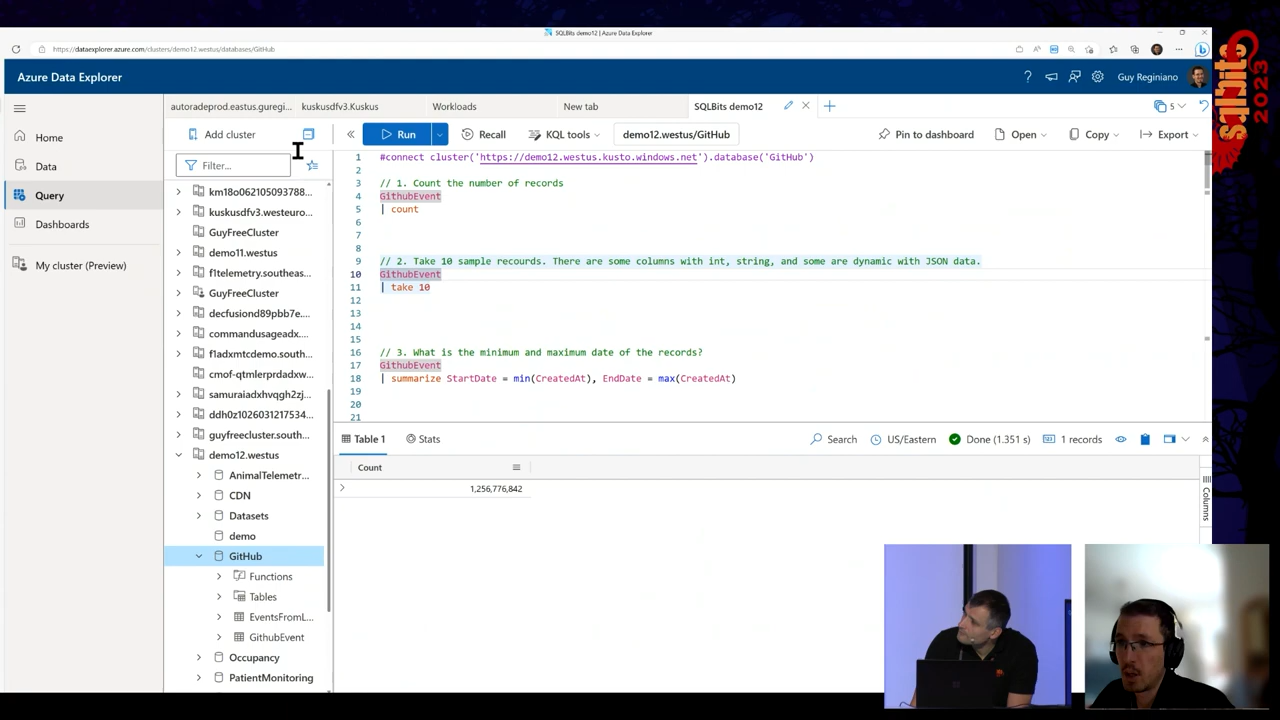 SQLBits demo12 | Azure Data Explorer
https://dataexplorer.azure.com/clusters/demo12.westus/databases/GitHub
Azure Data Explorer
Guy Reginiano
sqlbits
2023
autoradeprod.eastus.guregi...
kuskusdfv3.Kuskus
Workloads
New tab
SQLBits demo12
5
Home
Data
Query
Dashboards
My cluster (Preview)
Add cluster
Filter...
Run
Recall
KQL tools
demo12.westus/GitHub
Pin to dashboard
Open
Copy
Export
km18o062105093788...
kuskusdfv3.westeuro...
GuyFreeCluster
demo11.westus
f1telemetry.southeas...
GuyFreeCluster
decfusiond89pbb7e....
commandusageadx....
f1adxmtcdemo.south...
cmof-qtmlerprdadxw...
samuraiadxhvqgh2zj...
ddh0z1026031217534...
guyfreecluster.south...
demo12.westus
AnimalTelemetr...
CDN
Datasets
demo
GitHub
Functions
Tables
EventsFromL...
GithubEvent
Occupancy
PatientMonitoring
1 #connect cluster('https://demo12.westus.kusto.windows.net').database('GitHub')
2
3 // 1. Count the number of records
4 GithubEvent
5 | count
6
7
8
9 // 2. Take 10 sample recourds. There are some columns with int, string, and some are dynamic with JSON data.
10 GithubEvent
11 | take 10
12
13
14
15
16 // 3. What is the minimum and maximum date of the records?
17 GithubEvent
18 | summarize StartDate = min(CreatedAt), EndDate = max(CreatedAt)
19
20
21
Table 1
Stats
Search
US/Eastern
Done (1.351 s)
1 records
Count
1,256,776,842
Columns